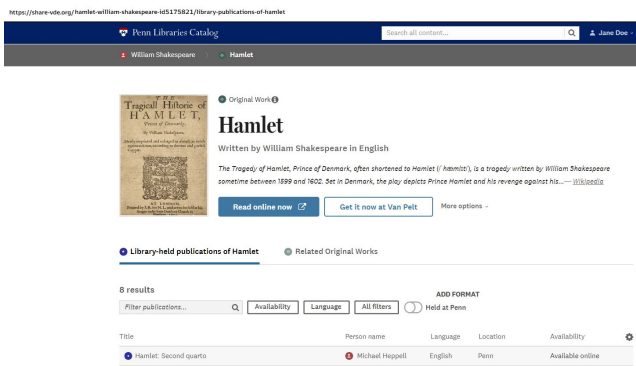 https://share-vde.org/hamlet-william-shakespeare-id5175821/library-publications-of-hamlet
Penn Libraries Catalog
Search all content...
Jane Doe
William Shakespeare
Hamlet
THE
Tragicall Historie of
HAMLET,
Prince of Denmarke.
By William Shakespeare.
AT LONDON,
Original Work
Hamlet
Written by William Shakespeare in English
The Tragedy of Hamlet, Prince of Denmark, often shortened to Hamlet (/ˈhæmlɪt/), is a tragedy written by William Shakespeare
sometime between 1899 and 1602. Set in Denmark, the play depicts Prince Hamlet and his revenge against his...— Wikipedia
Read online now
Get it now at Van Pelt
More options
Library-held publications of Hamlet
Related Original Works
8 results
ADD FORMAT
Filter publications...
Availability
Language
All filters
Held at Penn
Title Person name Language Location Availability
Hamlet: Second quarto Michael Heppell English Penn Available online